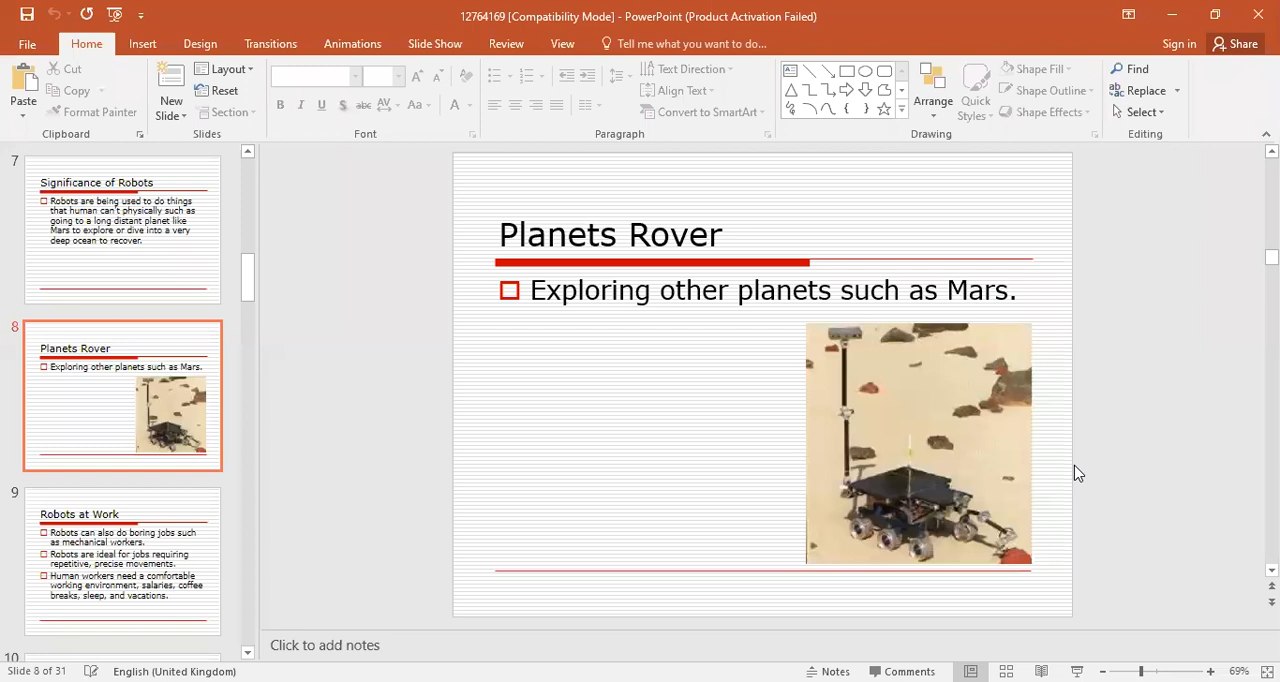 12764169 [Compatibility Mode] - PowerPoint (Product Activation Failed)
File Home Insert Design Transitions Animations Slide Show Review View Tell me what you want to do... Sign in Share
Paste
Cut
Copy
Format Painter
Clipboard
New
Slide
Layout
Reset
Section
Slides
B I U S abc AV Aa A
Font
Text Direction
Align Text
Convert to SmartArt
Paragraph
Arrange
Quick
Styles
Shape Fill
Shape Outline
Shape Effects
Drawing
Find
Replace
Select
Editing
7
Significance of Robots
Robots are being used to do things
that human can't physically such as
going to a long distant planet like
Mars to explore or dive into a very
deep ocean to recover.
8
Planets Rover
Exploring other planets such as Mars.
9
Robots at Work
Robots can also do boring jobs such
as mechanical workers.
Robots are ideal for jobs requiring
repetitive, precise movements.
Human workers need a comfortable
working environment, salaries, coffee
breaks, sleep, and vacations.
10
Planets Rover
Exploring other planets such as Mars.
Click to add notes
Slide 8 of 31 English (United Kingdom) Notes Comments 69%